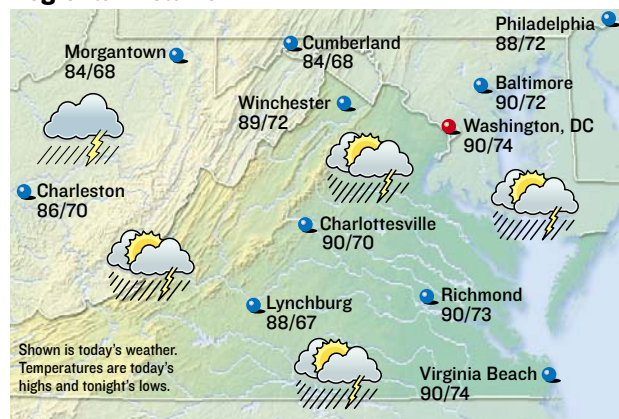 Philadelphia
88/72
Morgantown
84/68
Cumberland
84/68
Baltimore
90/72
Winchester
89/72
Washington, DC
90/74
Charleston
86/70
Charlottesville
90/70
Lynchburg
88/67
Richmond
90/73
Shown is today's weather.
Temperatures are today's
highs and tonight's lows.
Virginia Beach
90/74